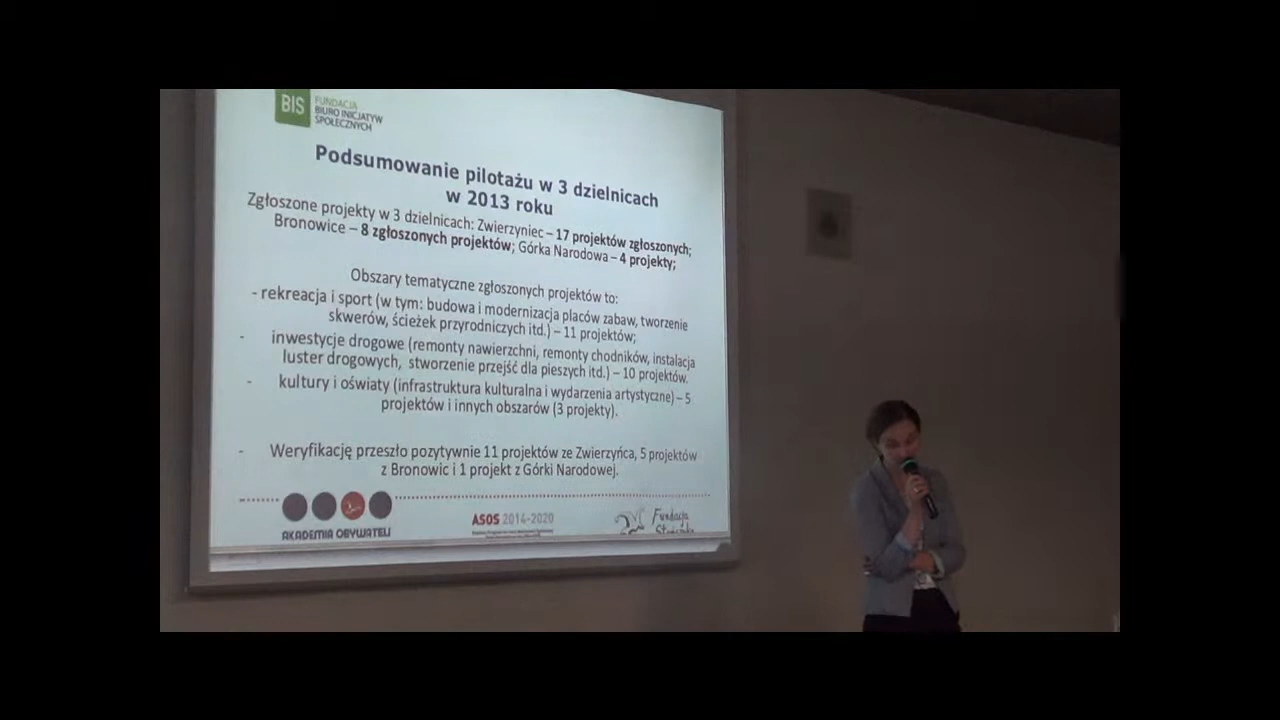 BIS
FUNDACJA
BIURO INICJATYW
SPOŁECZNYCH
Podsumowanie pilotażu w 3 dzielnicach
w 2013 roku
Zgłoszone projekty w 3 dzielnicach: Zwierzyniec – 17 projektów zgłoszonych;
Bronowice – 8 zgłoszonych projektów; Górka Narodowa – 4 projekty;
Obszary tematyczne zgłoszonych projektów to:
- rekreacja i sport (w tym: budowa i modernizacja placów zabaw, tworzenie
skwerów, ścieżek przyrodniczych itd.) – 11 projektów;
- inwestycje drogowe (remonty nawierzchni, remonty chodników, instalacja
luster drogowych, stworzenie przejść dla pieszych itd.) – 10 projektów.
- kultury i oświaty (infrastruktura kulturalna i wydarzenia artystyczne) – 5
projektów i innych obszarów (3 projekty).
- Weryfikację przeszło pozytywnie 11 projektów ze Zwierzyńca, 5 projektów
z Bronowic i 1 projekt z Górki Narodowej.
AKADEMIA OBYWATELI
ASOS 2014-2020
Fundacja